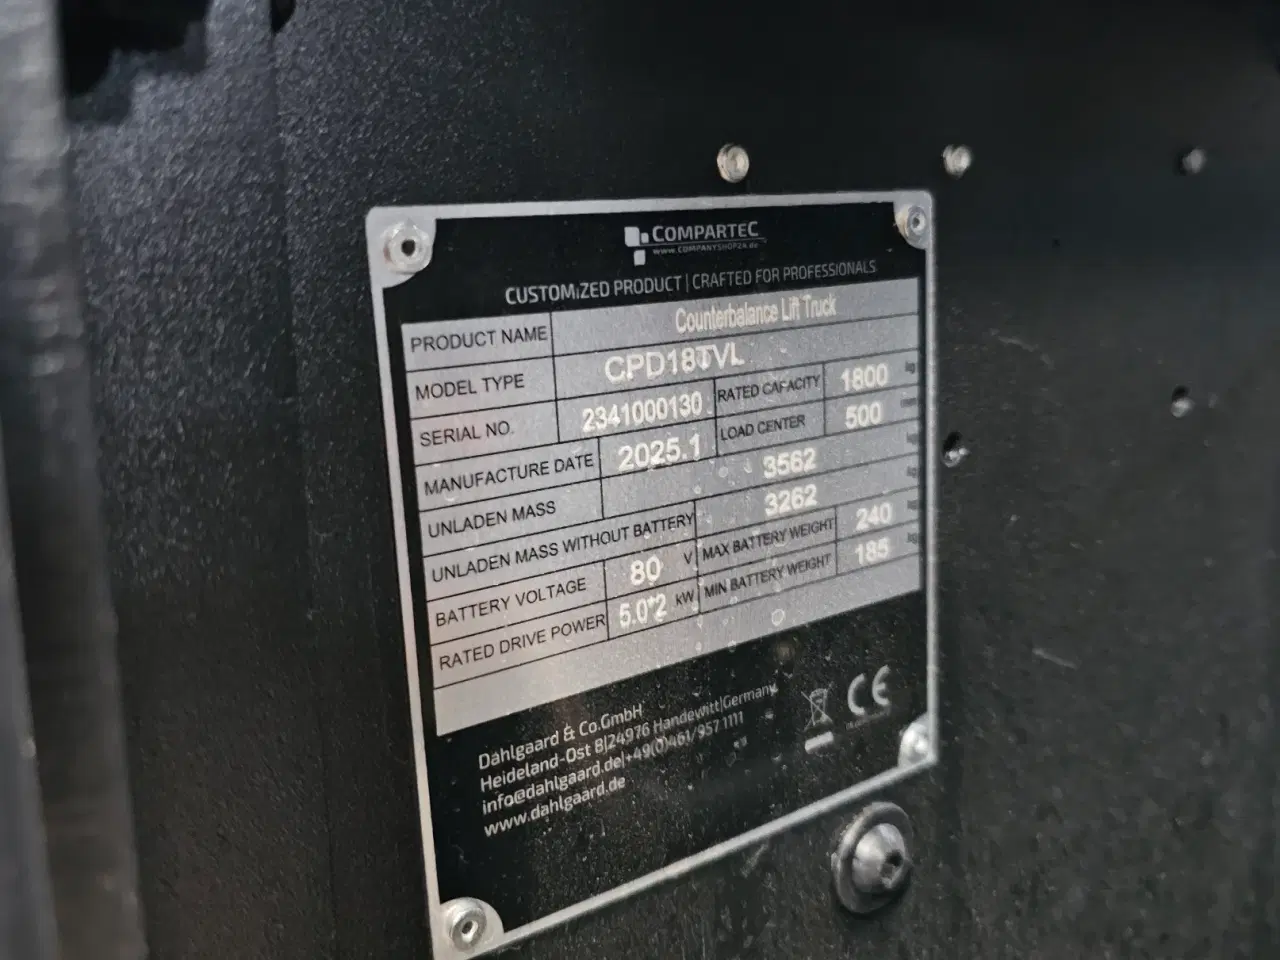 COMPARTEC
www.COMPANYSHOP24.de
CUSTOMiZED PRODUCT | CRAFTED FOR PROFESSIONALS
PRODUCT NAME Counterbalance Lift Truck
MODEL TYPE CPD18TVL
SERIAL NO. 2341000130 RATED CAPACITY 1800 kg
MANUFACTURE DATE 2025.1 LOAD CENTER 500 mm
UNLADEN MASS 3562 kg
UNLADEN MASS WITHOUT BATTERY 3262 kg
BATTERY VOLTAGE 80 V MAX BATTERY WEIGHT 240
RATED DRIVE POWER 5.0*2 KW MIN BATTERY WEIGHT 185 kg
Dahlgaard & Co.GmbH
Heideland-Ost 8|24976 Handewitt|Germany
info@dahlgaard.de|+49(0)461/957 1111
www.dahlgaard.de
CE